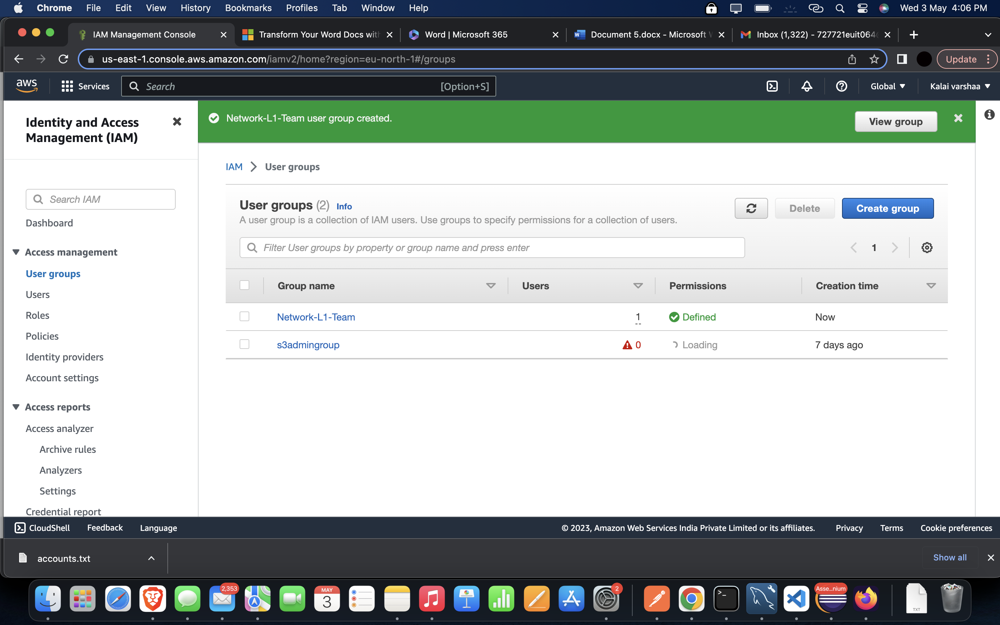 Chrome File Edit View History Bookmarks Profiles Tab Window Help Wed 3 May 4:06 PM
IAM Management Console Transform Your Word Docs with Word | Microsoft 365 Document 5.docx - Microsoft W Inbox (1,322) - 727721euit064@
us-east-1.console.aws.amazon.com/iamv2/home?region=eu-north-1#/groups Update
aws Services Search [Option+S] Global Kalai varshaa
Identity and Access
Management (IAM)
Search IAM
Dashboard
Access management
User groups
Users
Roles
Policies
Identity providers
Account settings
Access reports
Access analyzer
Archive rules
Analyzers
Settings
Credential report
Network-L1-Team user group created. View group
IAM User groups
User groups (2) Info Delete Create group
A user group is a collection of IAM users. Use groups to specify permissions for a collection of users.
Filter User groups by property or group name and press enter 1
Group name Users Permissions Creation time
Network-L1-Team 1 Defined Now
s3admingroup 0 Loading 7 days ago
CloudShell Feedback Language © 2023, Amazon Web Services India Private Limited or its affiliates. Privacy Terms Cookie preferences
accounts.txt Show all
2,353 MAY 3 2 Asse...nium TXT